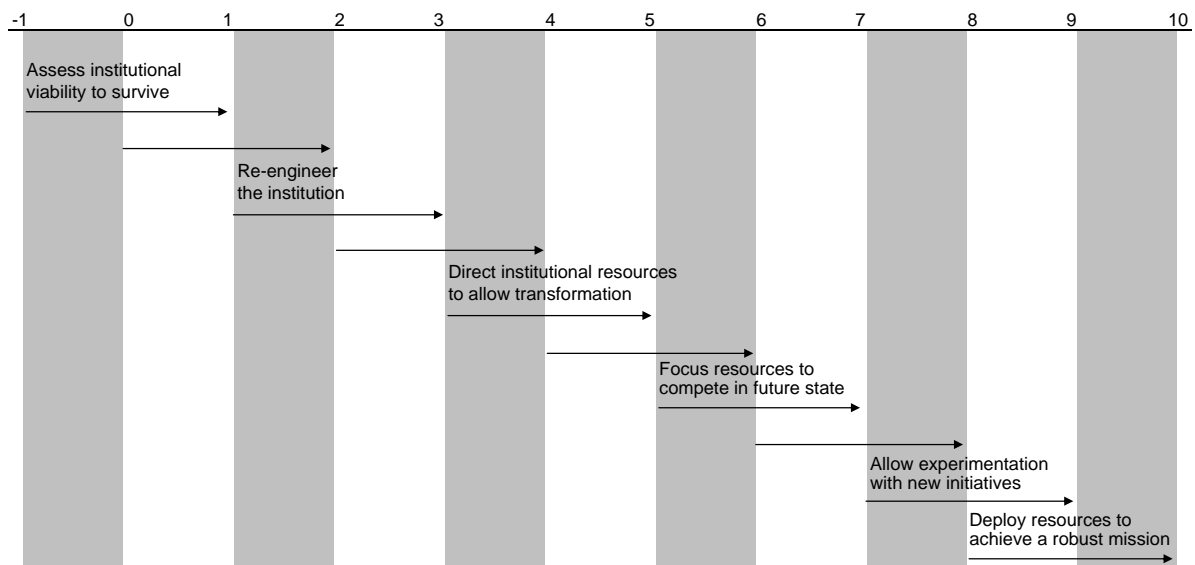 -1 0 1 2 3 4 5 6 7 8 9 10
Assess institutional
viability to survive
Re-engineer
the institution
Direct institutional resources
to allow transformation
Focus resources to
compete in future state
Allow experimentation
with new initiatives
Deploy resources to
achieve a robust mission